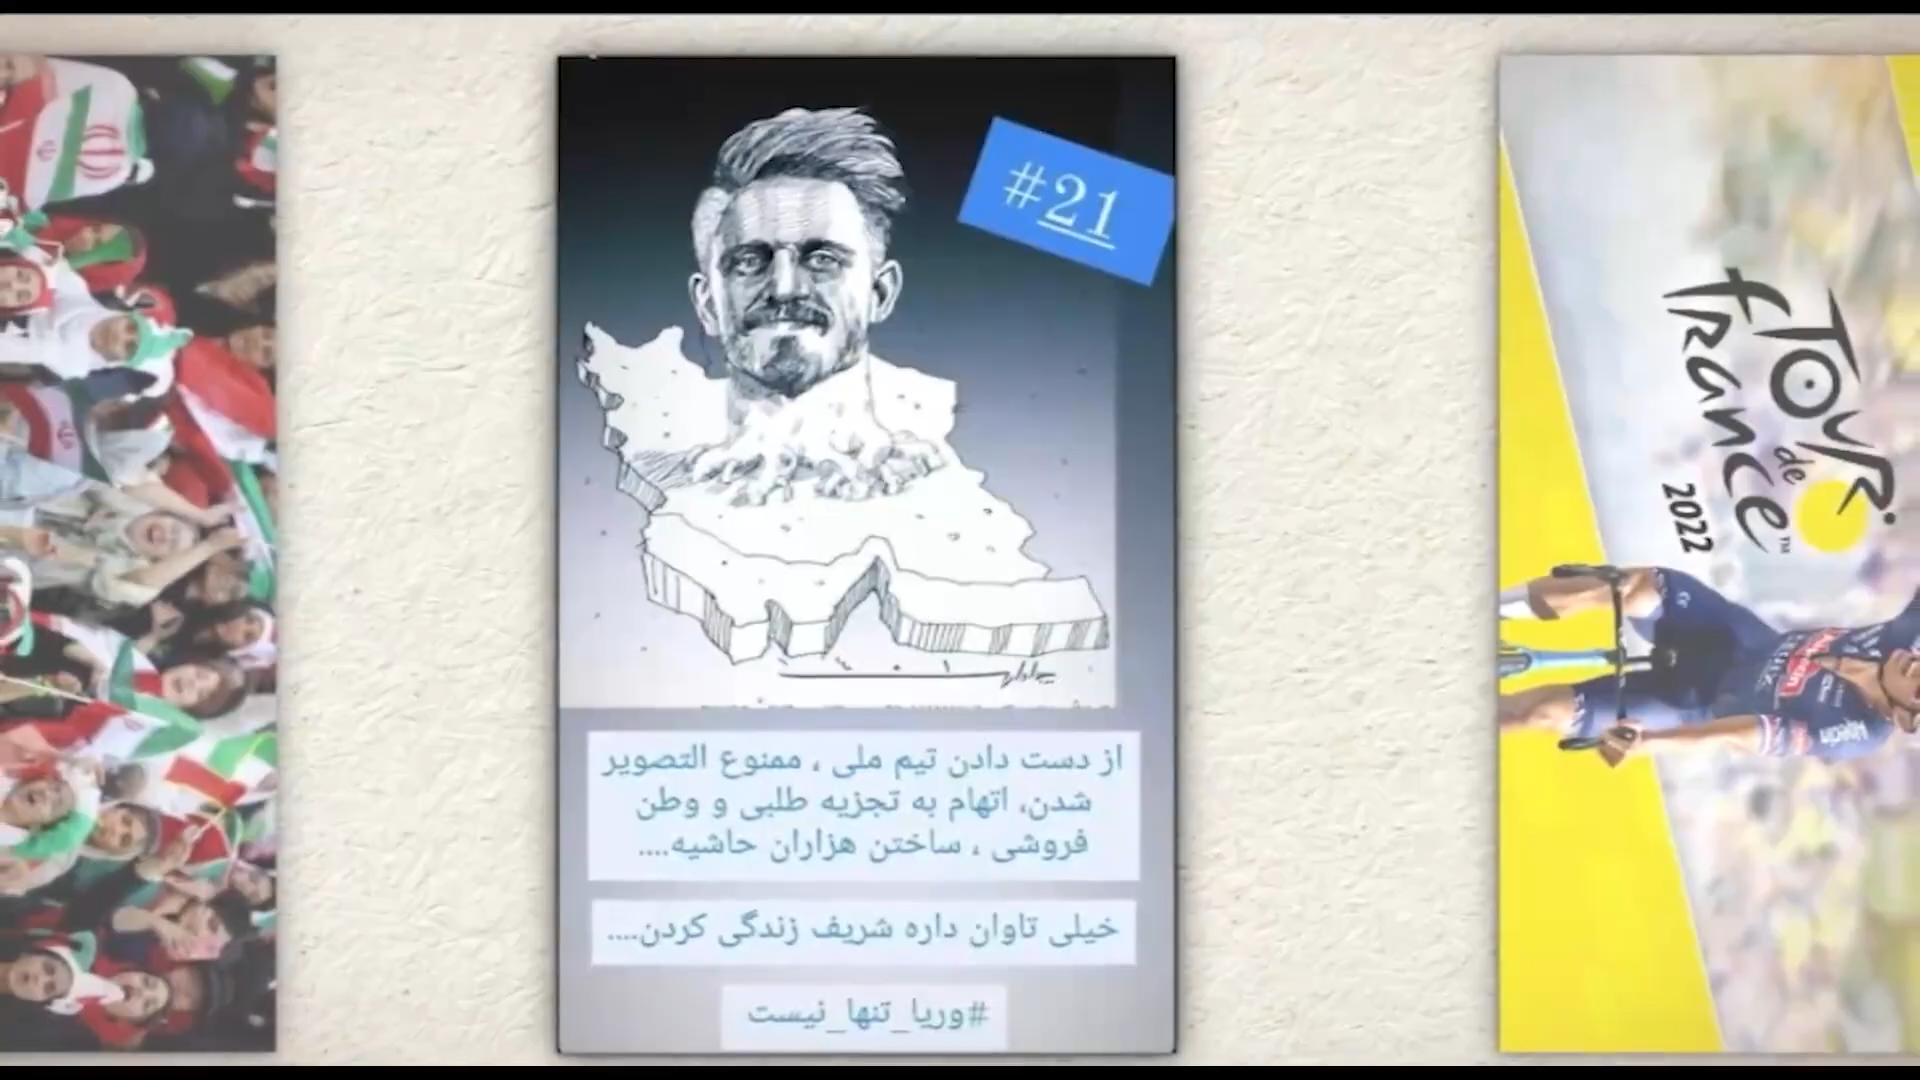 #21
از دست دادن تیم ملی ، ممنوع التصویر
شدن، اتهام به تجزیه طلبی و وطن
فروشی ، ساختن هزاران حاشیه....
خیلی تاوان داره شریف زندگی کردن....
#وریا_تنها_نیست
Tour
de
france
2022